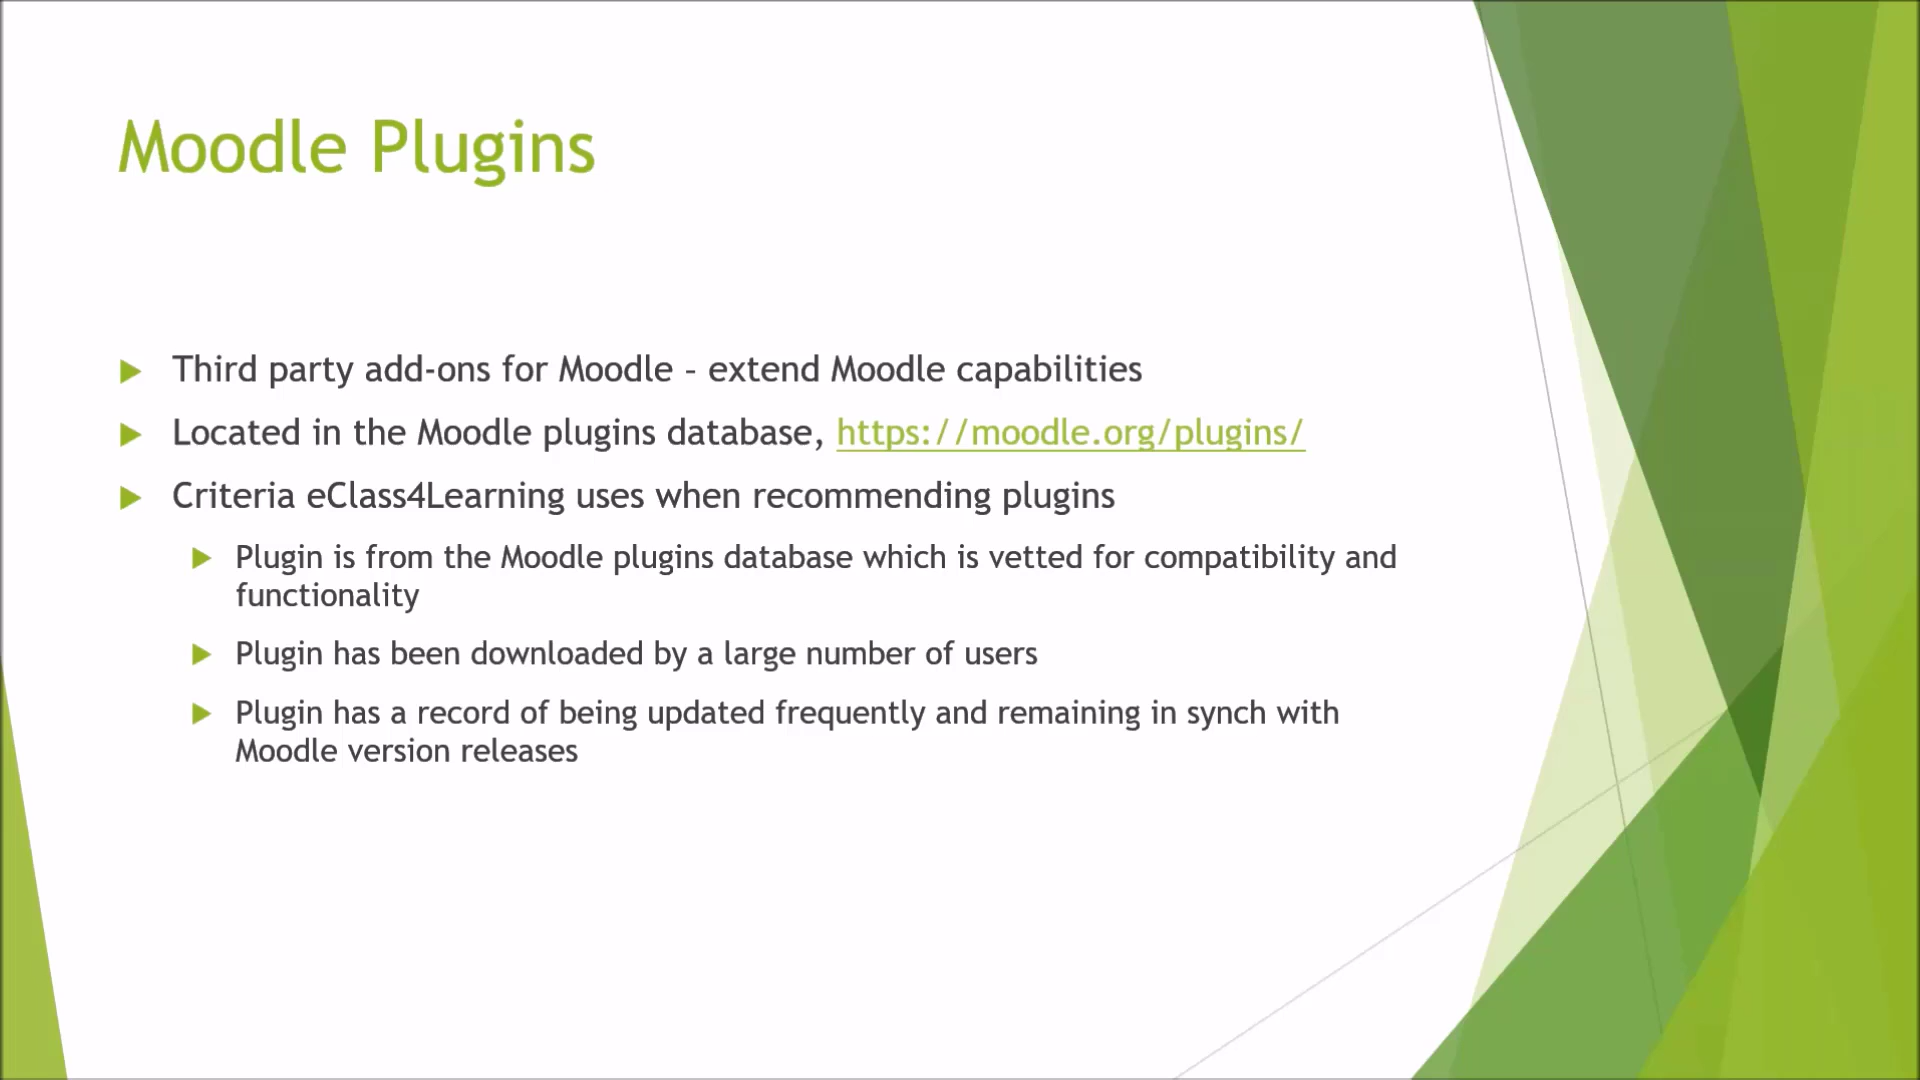 Moodle Plugins
Third party add-ons for Moodle - extend Moodle capabilities
Located in the Moodle plugins database, https://moodle.org/plugins/
Criteria eClass4Learning uses when recommending plugins
Plugin is from the Moodle plugins database which is vetted for compatibility and
functionality
Plugin has been downloaded by a large number of users
Plugin has a record of being updated frequently and remaining in synch with
Moodle version releases